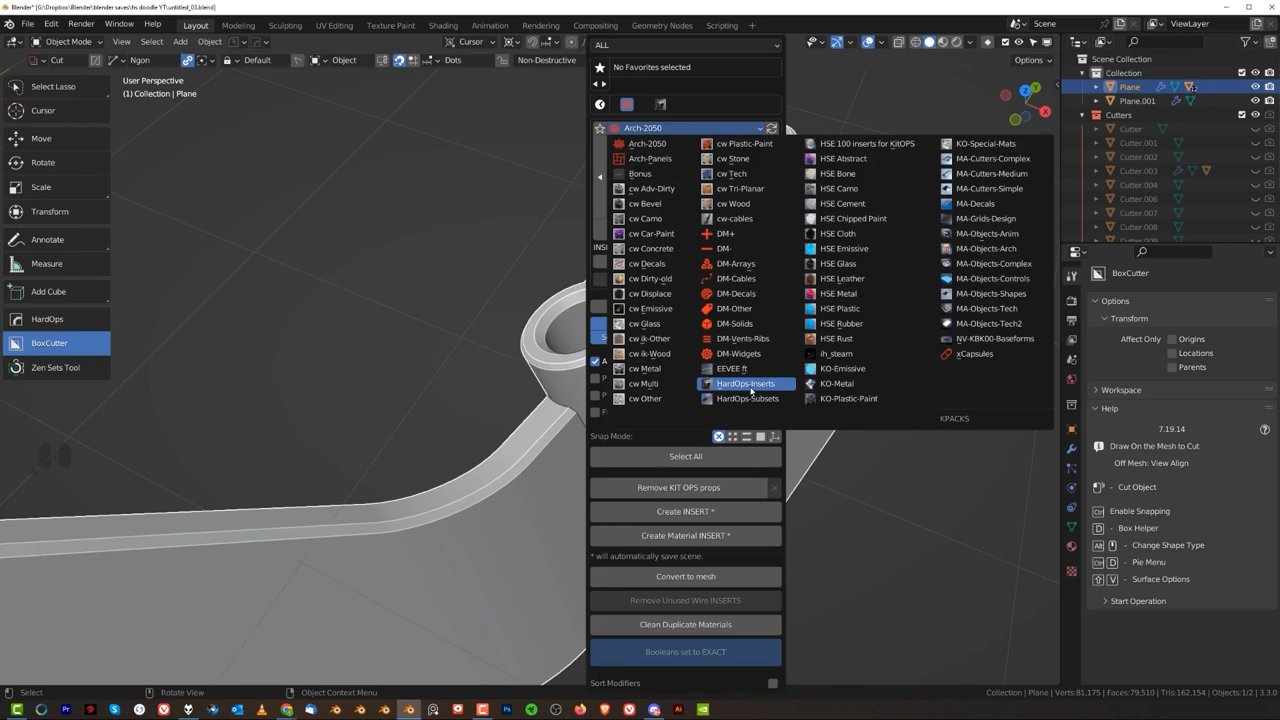 Blender* [G:\Dropbox\Blender\blender saves\hs doodle YT\untitled_03.blend]
File Edit Render Window Help Layout Modeling Sculpting UV Editing Texture Paint Shading Animation Rendering Compositing Geometry Nodes Scripting Scene ViewLayer
Object Mode View Select Add Object Cursor
Cut Ngon Default Object Dots Non-Destructive Options
User Perspective
(1) Collection | Plane
Select Lasso
Cursor
Move
Rotate
Scale
Transform
Annotate
Measure
Add Cube
HardOps
BoxCutter
Zen Sets Tool
ALL
No Favorites selected
Arch-2050
INS
Arch-2050
Arch-Panels
Bonus
cw Adv-Dirty
cw Bevel
cw Camo
cw Car-Paint
cw Concrete
cw Decals
cw Dirty-old
cw Displace
cw Emissive
cw Glass
cw ik-Other
cw ik-Wood
cw Metal
cw Multi
cw Other
cw Plastic-Paint
cw Stone
cw Tech
cw Tri-Planar
cw Wood
cw-cables
DM+
DM-
DM-Arrays
DM-Cables
DM-Decals
DM-Other
DM-Solids
DM-Vents-Ribs
DM-Widgets
EEVEE ft
HardOps-Inserts
HardOps-Subsets
HSE 100 inserts for KitOPS
HSE Abstract
HSE Bone
HSE Camo
HSE Cement
HSE Chipped Paint
HSE Cloth
HSE Emissive
HSE Glass
HSE Leather
HSE Metal
HSE Plastic
HSE Rubber
HSE Rust
ih_steam
KO-Emissive
KO-Metal
KO-Plastic-Paint
KO-Special-Mats
MA-Cutters-Complex
MA-Cutters-Medium
MA-Cutters-Simple
MA-Decals
MA-Grids-Design
MA-Objects-Anim
MA-Objects-Arch
MA-Objects-Complex
MA-Objects-Controls
MA-Objects-Shapes
MA-Objects-Tech
MA-Objects-Tech2
NV-KBK00-Baseforms
xCapsules
KPACKS
Snap Mode:
Select All
Remove KIT OPS props
Create INSERT *
Create Material INSERT *
* will automatically save scene.
Convert to mesh
Remove Unused Wire INSERTS
Clean Duplicate Materials
Booleans set to EXACT
Sort Modifiers
Scene Collection
Collection
Plane
Plane.001
Cutters
Cutter
Cutter.001
Cutter.002
Cutter.003
Cutter.004
Cutter.005
Cutter.006
Cutter.007
Cutter.008
BoxCutter
Options
Transform
Affect Only Origins
Locations
Parents
Workspace
Help
7.19.14
Draw On the Mesh to Cut
Off Mesh: View Align
- Cut Object
Ctrl Enable Snapping
D - Box Helper
Alt - Change Shape Type
D - Pie Menu
V - Surface Options
Start Operation
Select Rotate View Object Context Menu Collection | Plane | Verts:81,175 | Faces:79,510 | Tris:162,154 | Objects:1/2 | 3.3.0